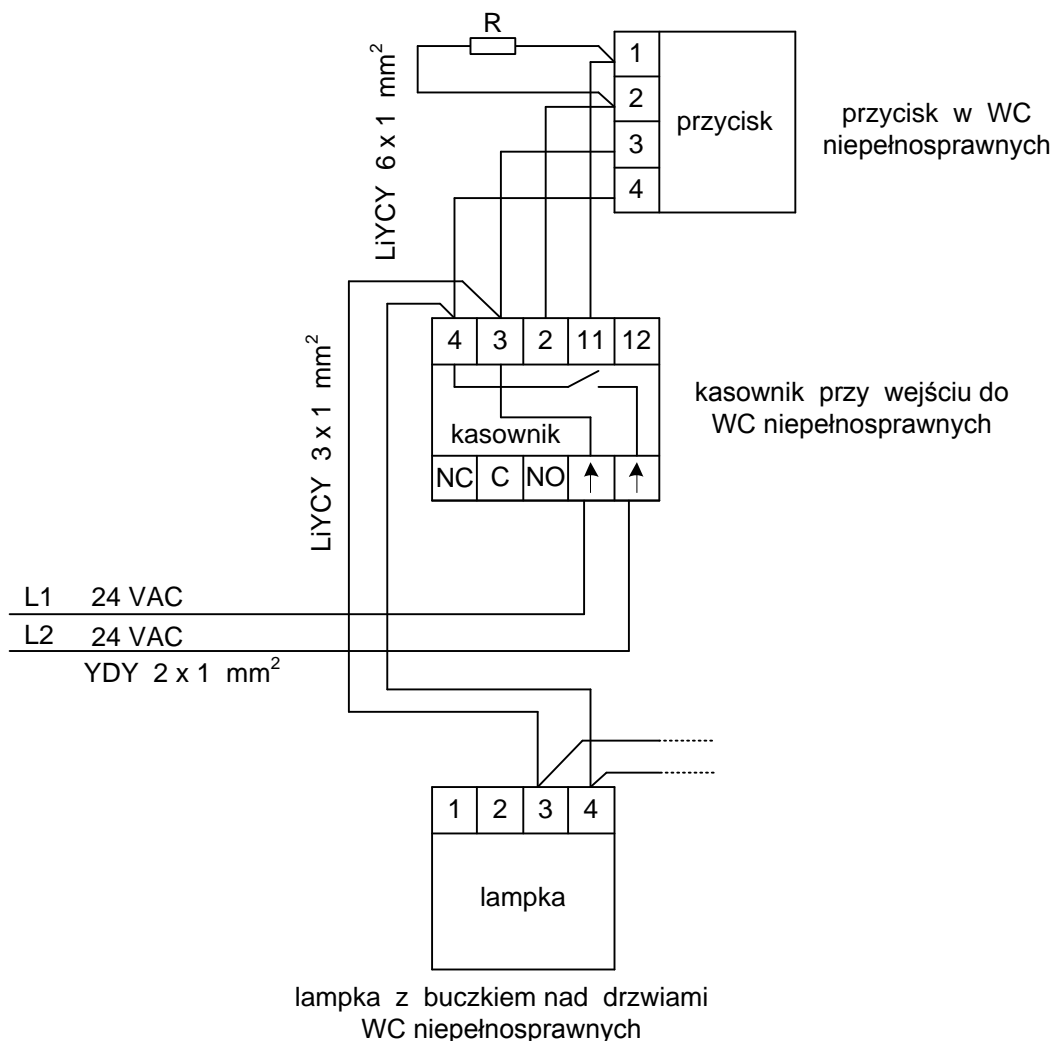 R
LiYCY 6 x 1 mm²
1
2
3
4
przycisk
przycisk w WC
niepełnosprawnych
4 3 2 11 12
kasownik
NC C NO
kasownik przy wejściu do
WC niepełnosprawnych
LiYCY 3 x 1 mm²
L1 24 VAC
L2 24 VAC
YDY 2 x 1 mm²
1 2 3 4
lampka
lampka z buczkiem nad drzwiami
WC niepełnosprawnych